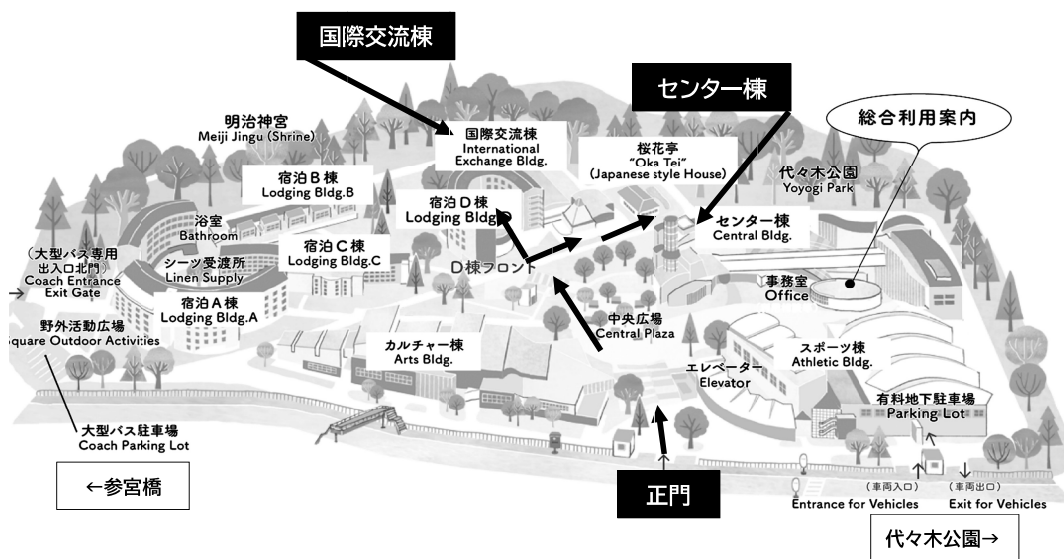 国際交流棟
センター棟
総合利用案内
明治神宮
Meiji Jingu (Shrine)
国際交流棟
International
Exchange Bldg.
桜花亭
"Oka Tei"
(Japanese style House)
代々木公園
Yoyogi Park
宿泊B棟
Lodging Bldg.B
宿泊D棟
Lodging Bldg.D
センター棟
Central Bldg.
浴室
Bathroom
宿泊C棟
Lodging Bldg.C
(大型バス専用
出入口北門)
Coach Entrance
Exit Gate
シーツ受渡所
Linen Supply
D棟フロント
事務室
Office
宿泊A棟
Lodging Bldg.A
野外活動広場
Square Outdoor Activities
中央広場
Central Plaza
カルチャー棟
Arts Bldg.
エレベーター
Elevator
スポーツ棟
Athletic Bldg.
有料地下駐車場
Parking Lot
大型バス駐車場
Coach Parking Lot
←参宮橋
正門
(車両入口)
Entrance for Vehicles
(車両出口)
Exit for Vehicles
代々木公園→